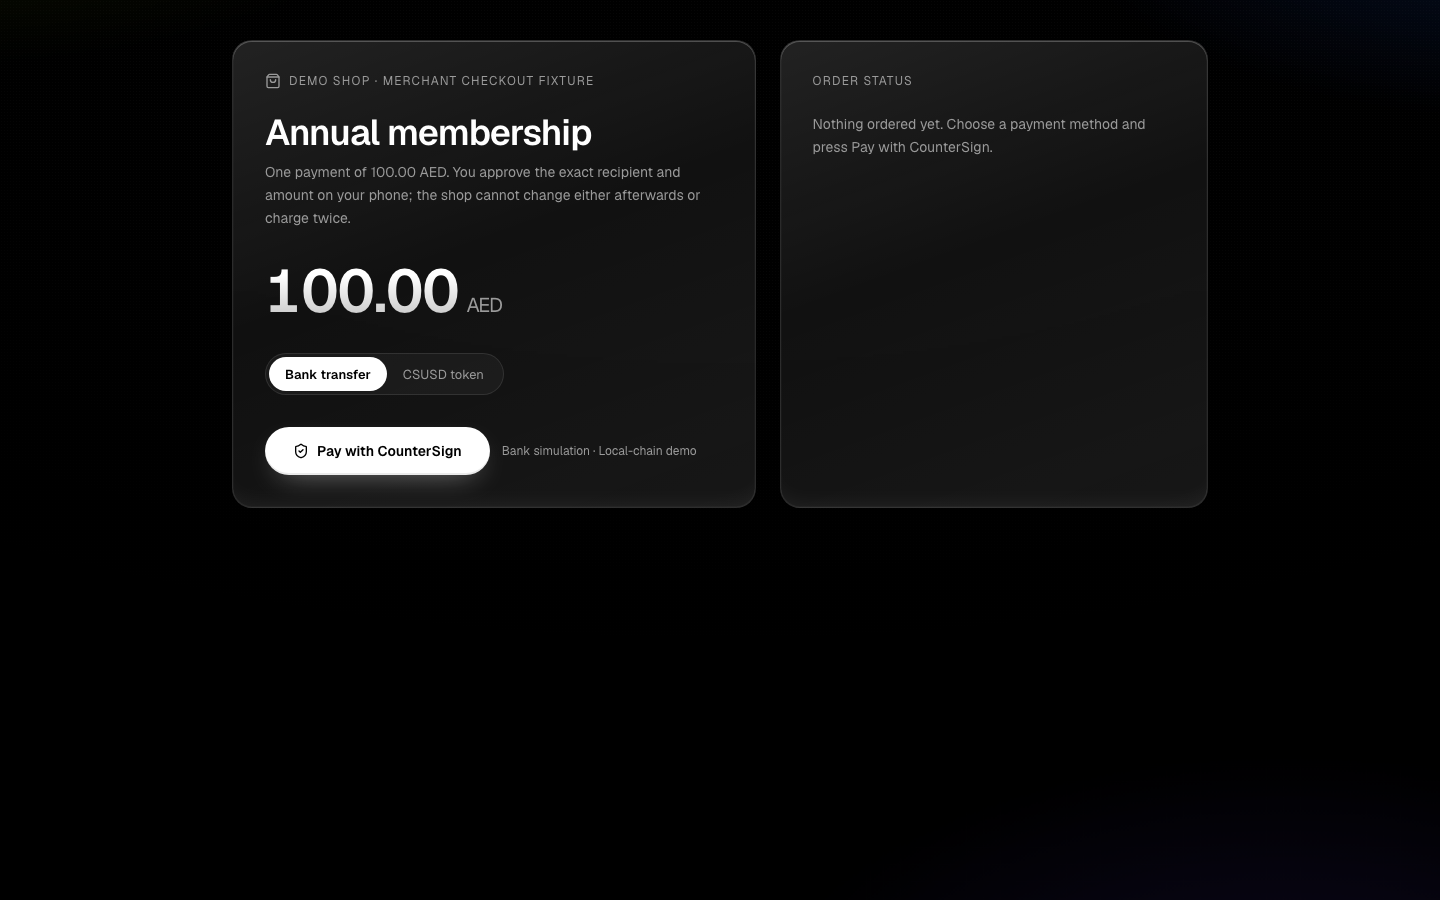 DEMO SHOP · MERCHANT CHECKOUT FIXTURE
Annual membership
One payment of 100.00 AED. You approve the exact recipient and
amount on your phone; the shop cannot change either afterwards or
charge twice.
100.00 AED
Bank transfer CSUSD token
Pay with CounterSign Bank simulation · Local-chain demo
ORDER STATUS
Nothing ordered yet. Choose a payment method and
press Pay with CounterSign.